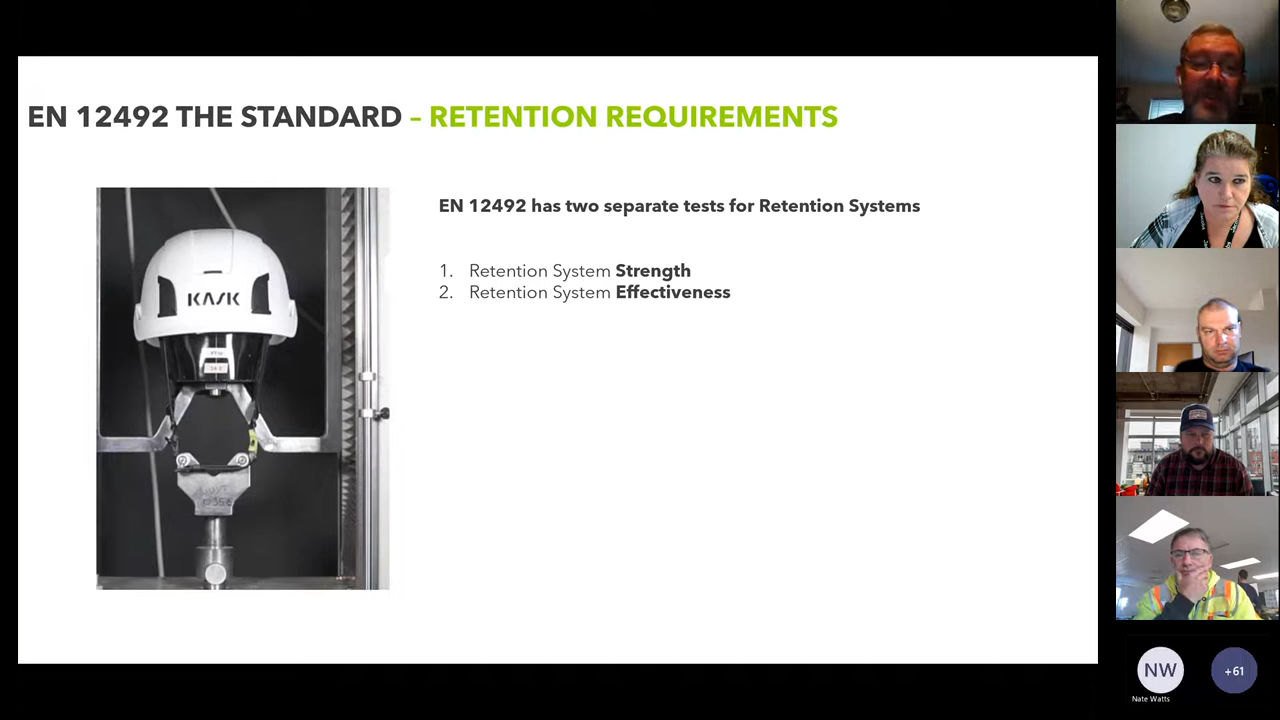 EN 12492 THE STANDARD – RETENTION REQUIREMENTS
EN 12492 has two separate tests for Retention Systems
1. Retention System Strength
2. Retention System Effectiveness
KASK
NW
+61
Nate Watts